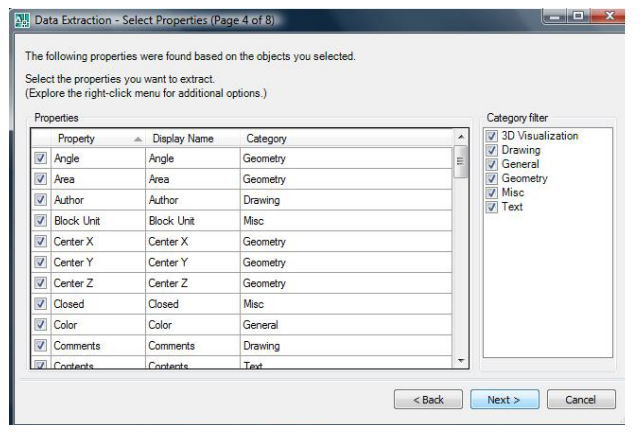 Data Extraction - Select Properties (Page 4 of 8)
The following properties were found based on the objects you selected.
Select the properties you want to extract.
(Explore the right-click menu for additional options.)
Properties
Property Display Name Category
Angle Angle Geometry
Area Area Geometry
Author Author Drawing
Block Unit Block Unit Misc
Center X Center X Geometry
Center Y Center Y Geometry
Center Z Center Z Geometry
Closed Closed Misc
Color Color General
Comments Comments Drawing
Contents Contents Text
Category filter
3D Visualization
Drawing
General
Geometry
Misc
Text
< Back Next > Cancel